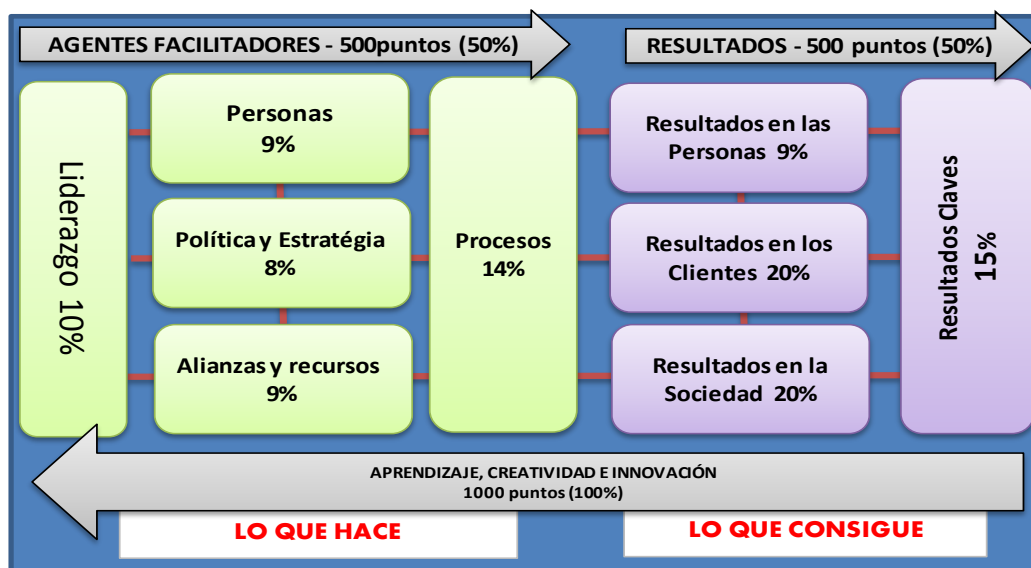 AGENTES FACILITADORES - 500puntos (50%)
RESULTADOS - 500 puntos (50%)
Liderazgo 10%
Personas
9%
Política y Estratégia
8%
Alianzas y recursos
9%
Procesos
14%
Resultados en las
Personas 9%
Resultados en los
Clientes 20%
Resultados en la
Sociedad 20%
Resultados Claves
15%
APRENDIZAJE, CREATIVIDAD E INNOVACIÓN
1000 puntos (100%)
LO QUE HACE
LO QUE CONSIGUE